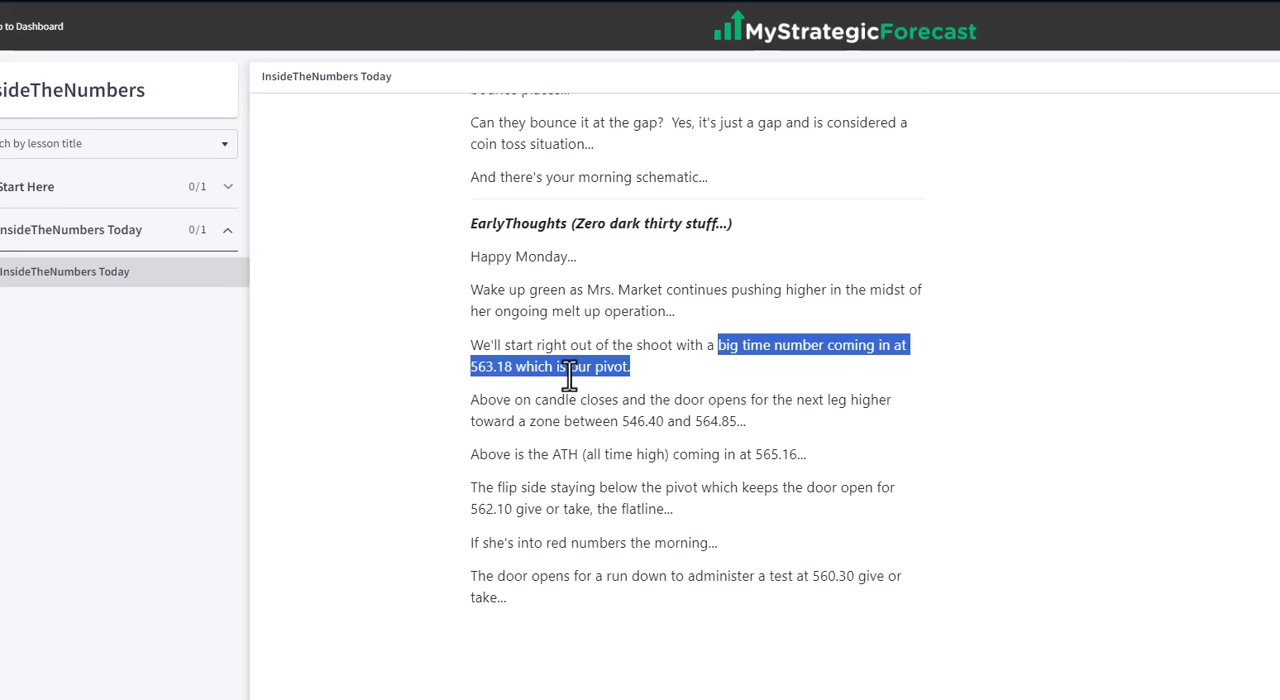 to Dashboard
MyStrategicForecast
sideTheNumbers
InsideTheNumbers Today
Can they bounce it at the gap? Yes, it's just a gap and is considered a
coin toss situation...
ch by lesson title
And there's your morning schematic...
Start Here 0/1
EarlyThoughts (Zero dark thirty stuff...)
nsideTheNumbers Today 0/1
Happy Monday...
InsideTheNumbers Today
Wake up green as Mrs. Market continues pushing higher in the midst of
her ongoing melt up operation...
We'll start right out of the shoot with a big time number coming in at
563.18 which is our pivot.
Above on candle closes and the door opens for the next leg higher
toward a zone between 546.40 and 564.85...
Above is the ATH (all time high) coming in at 565.16...
The flip side staying below the pivot which keeps the door open for
562.10 give or take, the flatline...
If she's into red numbers the morning...
The door opens for a run down to administer a test at 560.30 give or
take...